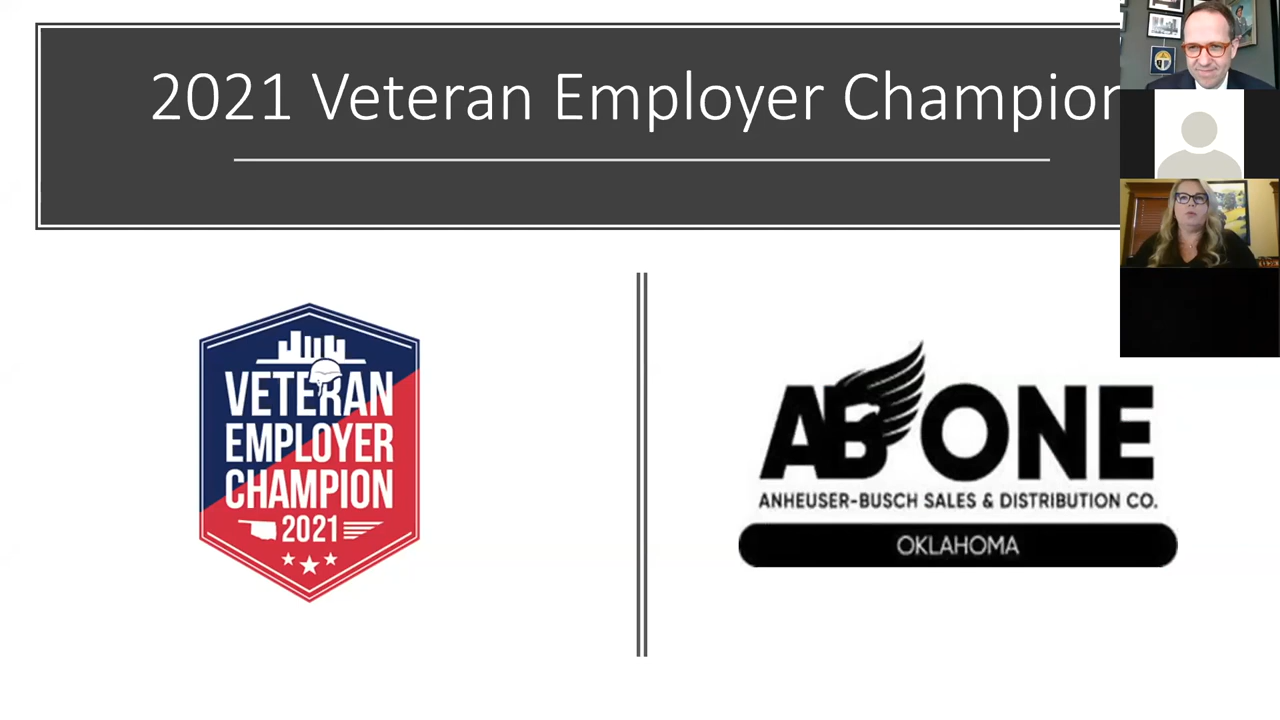 2021 Veteran Employer Champion
VETERAN
EMPLOYER
CHAMPION
2021
AB ONE
ANHEUSER-BUSCH SALES & DISTRIBUTION CO.
OKLAHOMA